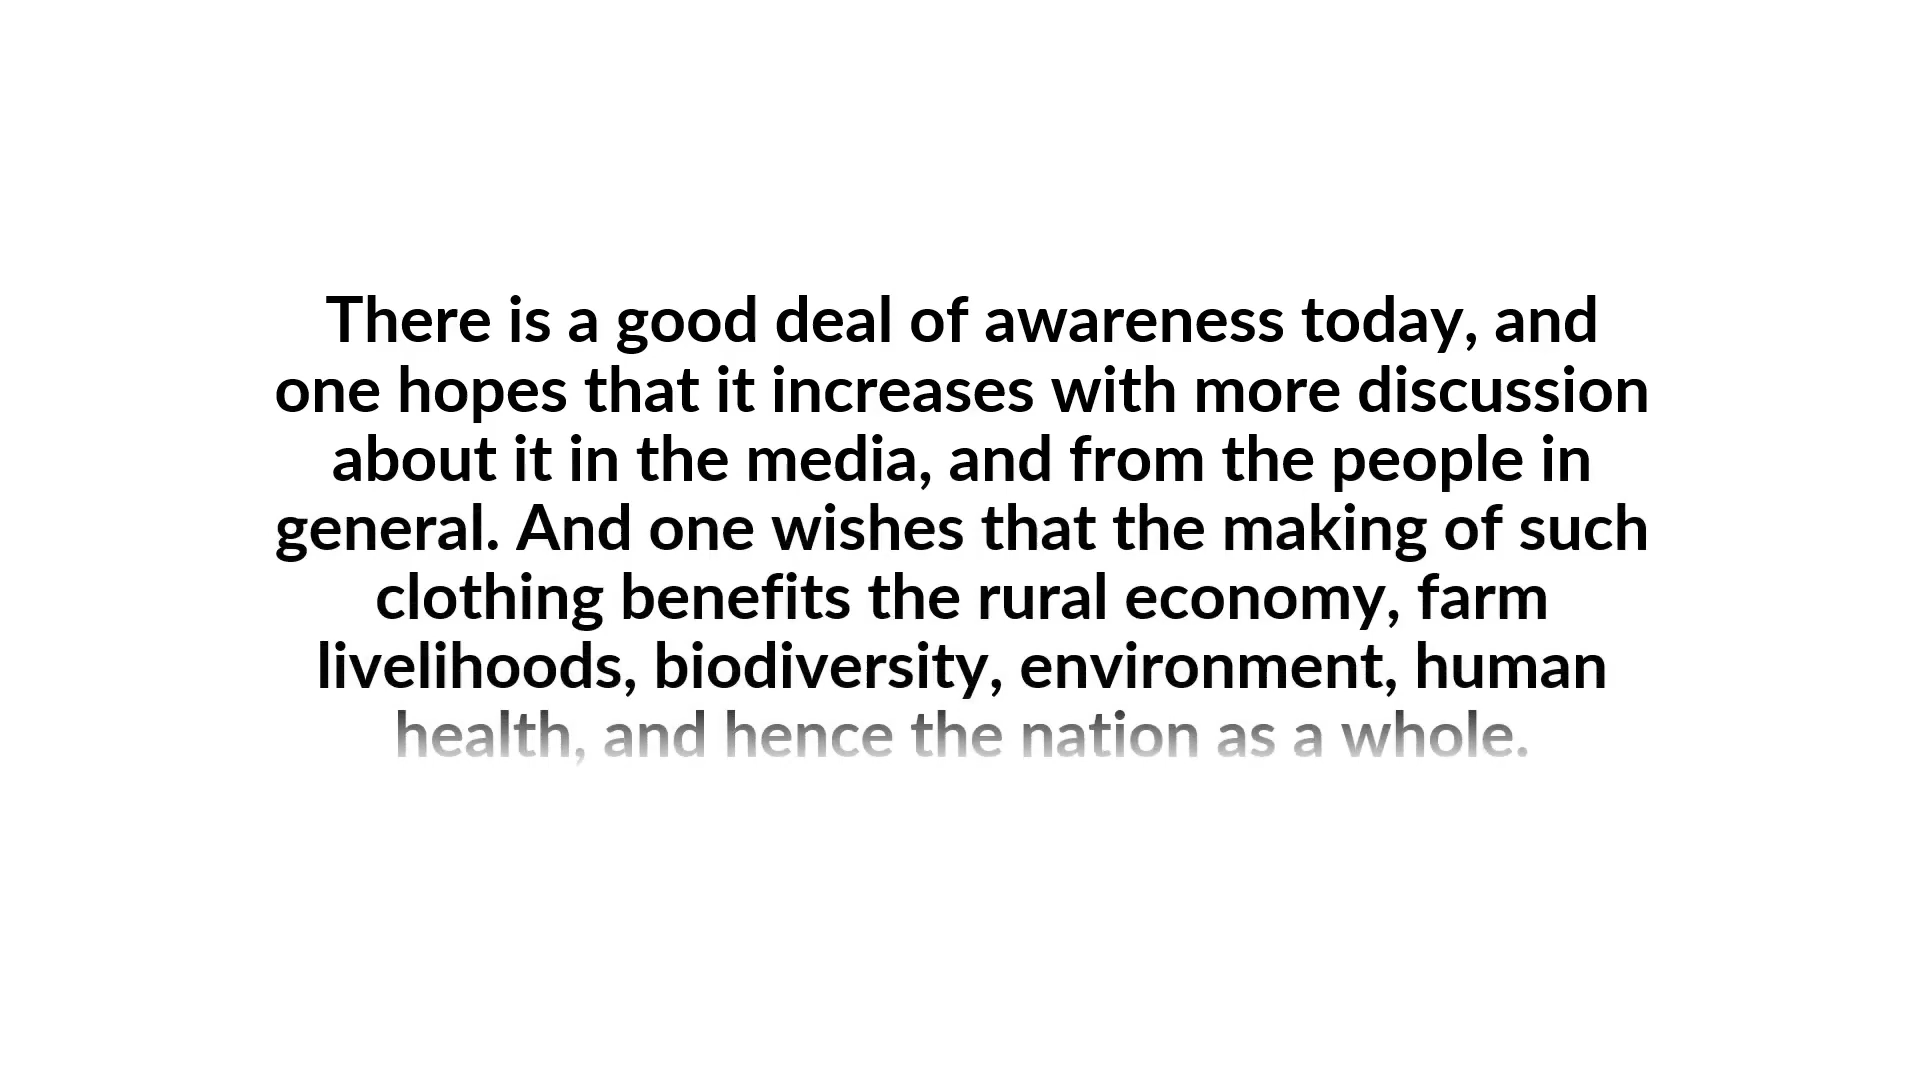 There is a good deal of awareness today, and
one hopes that it increases with more discussion
about it in the media, and from the people in
general. And one wishes that the making of such
clothing benefits the rural economy, farm
livelihoods, biodiversity, environment, human
health, and hence the nation as a whole.